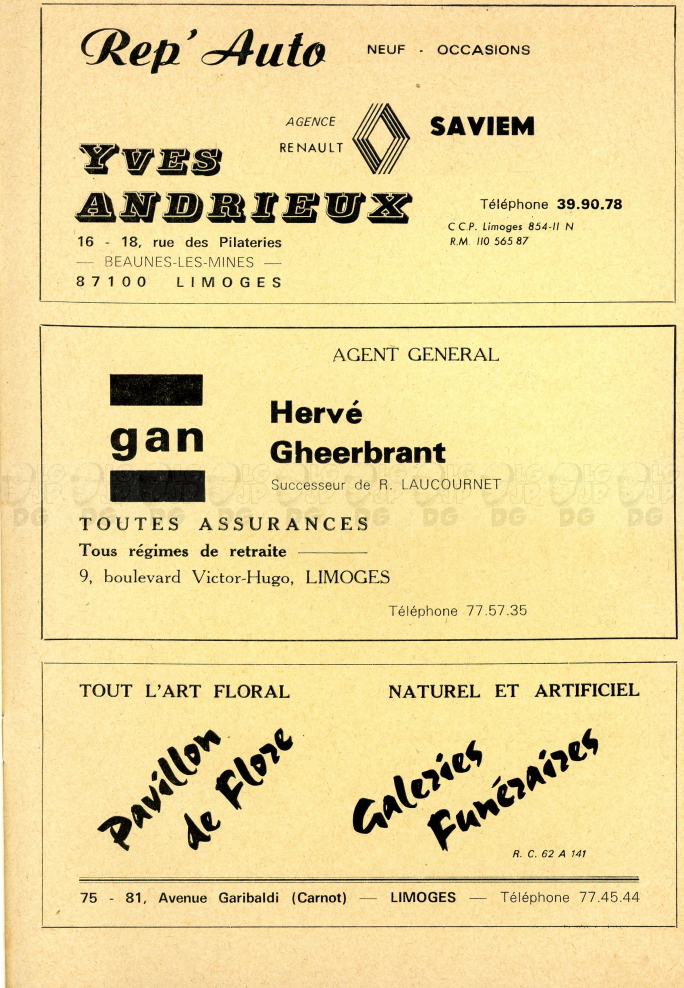 Rep' Auto NEUF - OCCASIONS
AGENCE
RENAULT
SAVIEM
YVES
ANDRIEUX
Téléphone 39.90.78
16 - 18, rue des Pilateries
— BEAUNES-LES-MINES —
87100 LIMOGES
C C P. Limoges 854-II N
R.M. 110 565 87
AGENT GENERAL
gan
Hervé
Gheerbrant
Successeur de R. LAUCOURNET
TOUTES ASSURANCES
Tous régimes de retraite
9, boulevard Victor-Hugo, LIMOGES
Téléphone 77.57.35
TOUT L'ART FLORAL NATUREL ET ARTIFICIEL
Pavillon
de Flore
Galeries
Funéraires
R. C. 62 A 141
75 - 81, Avenue Garibaldi (Carnot) — LIMOGES — Téléphone 77.45.44